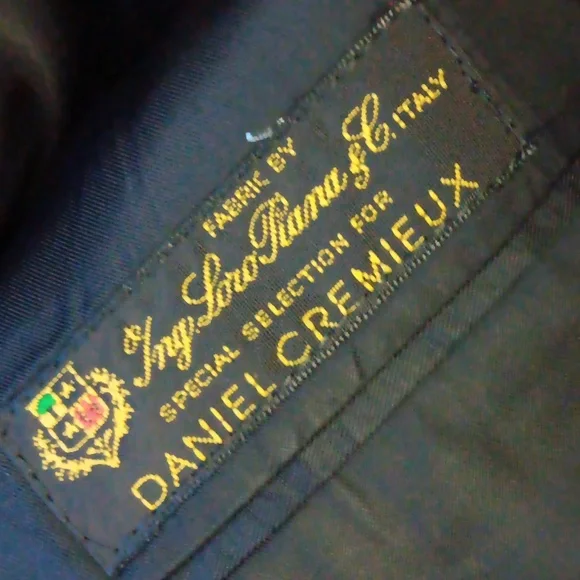 FABRIC BY
Ing. Loro Piana & C. ITALY
SPECIAL SELECTION FOR
DANIEL CREMIEUX